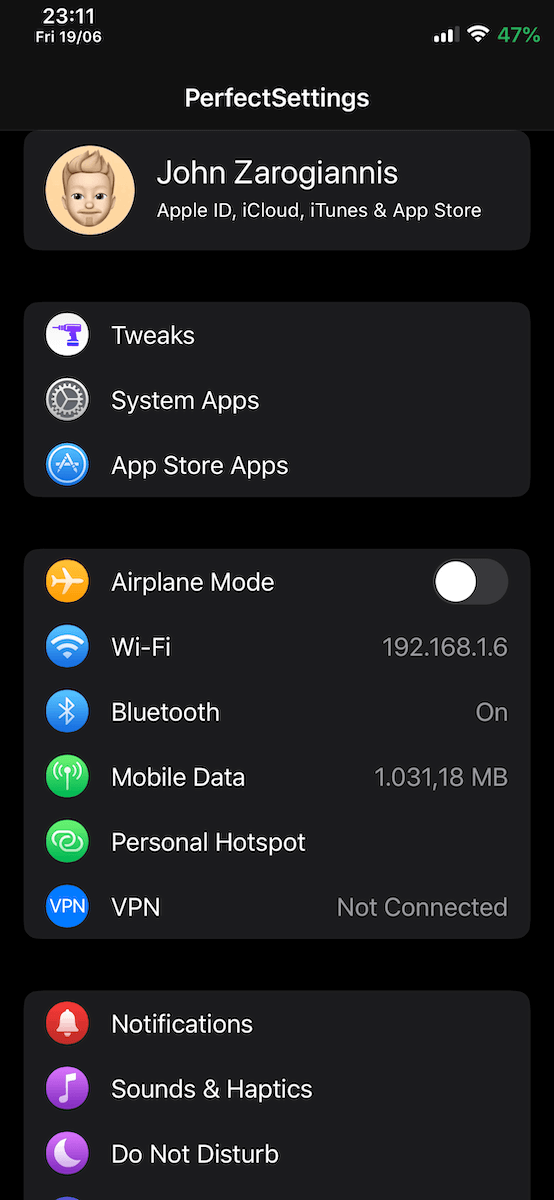 23:11
Fri 19/06
47%
PerfectSettings
John Zarogiannis
Apple ID, iCloud, iTunes & App Store
Tweaks
System Apps
App Store Apps
Airplane Mode
Wi-Fi 192.168.1.6
Bluetooth On
Mobile Data 1.031,18 MB
Personal Hotspot
VPN VPN Not Connected
Notifications
Sounds & Haptics
Do Not Disturb